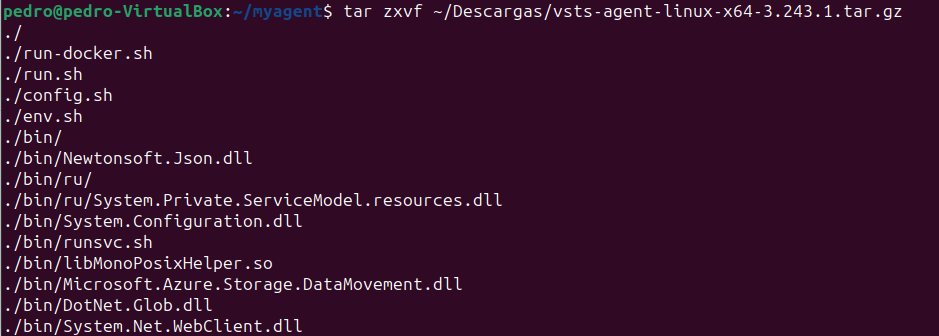 pedro@pedro-VirtualBox:~/myagent$ tar zxvf ~/Descargas/vsts-agent-linux-x64-3.243.1.tar.gz
./
./run-docker.sh
./run.sh
./config.sh
./env.sh
./bin/
./bin/Newtonsoft.Json.dll
./bin/ru/
./bin/ru/System.Private.ServiceModel.resources.dll
./bin/System.Configuration.dll
./bin/runsvc.sh
./bin/libMonoPosixHelper.so
./bin/Microsoft.Azure.Storage.DataMovement.dll
./bin/DotNet.Glob.dll
./bin/System.Net.WebClient.dll